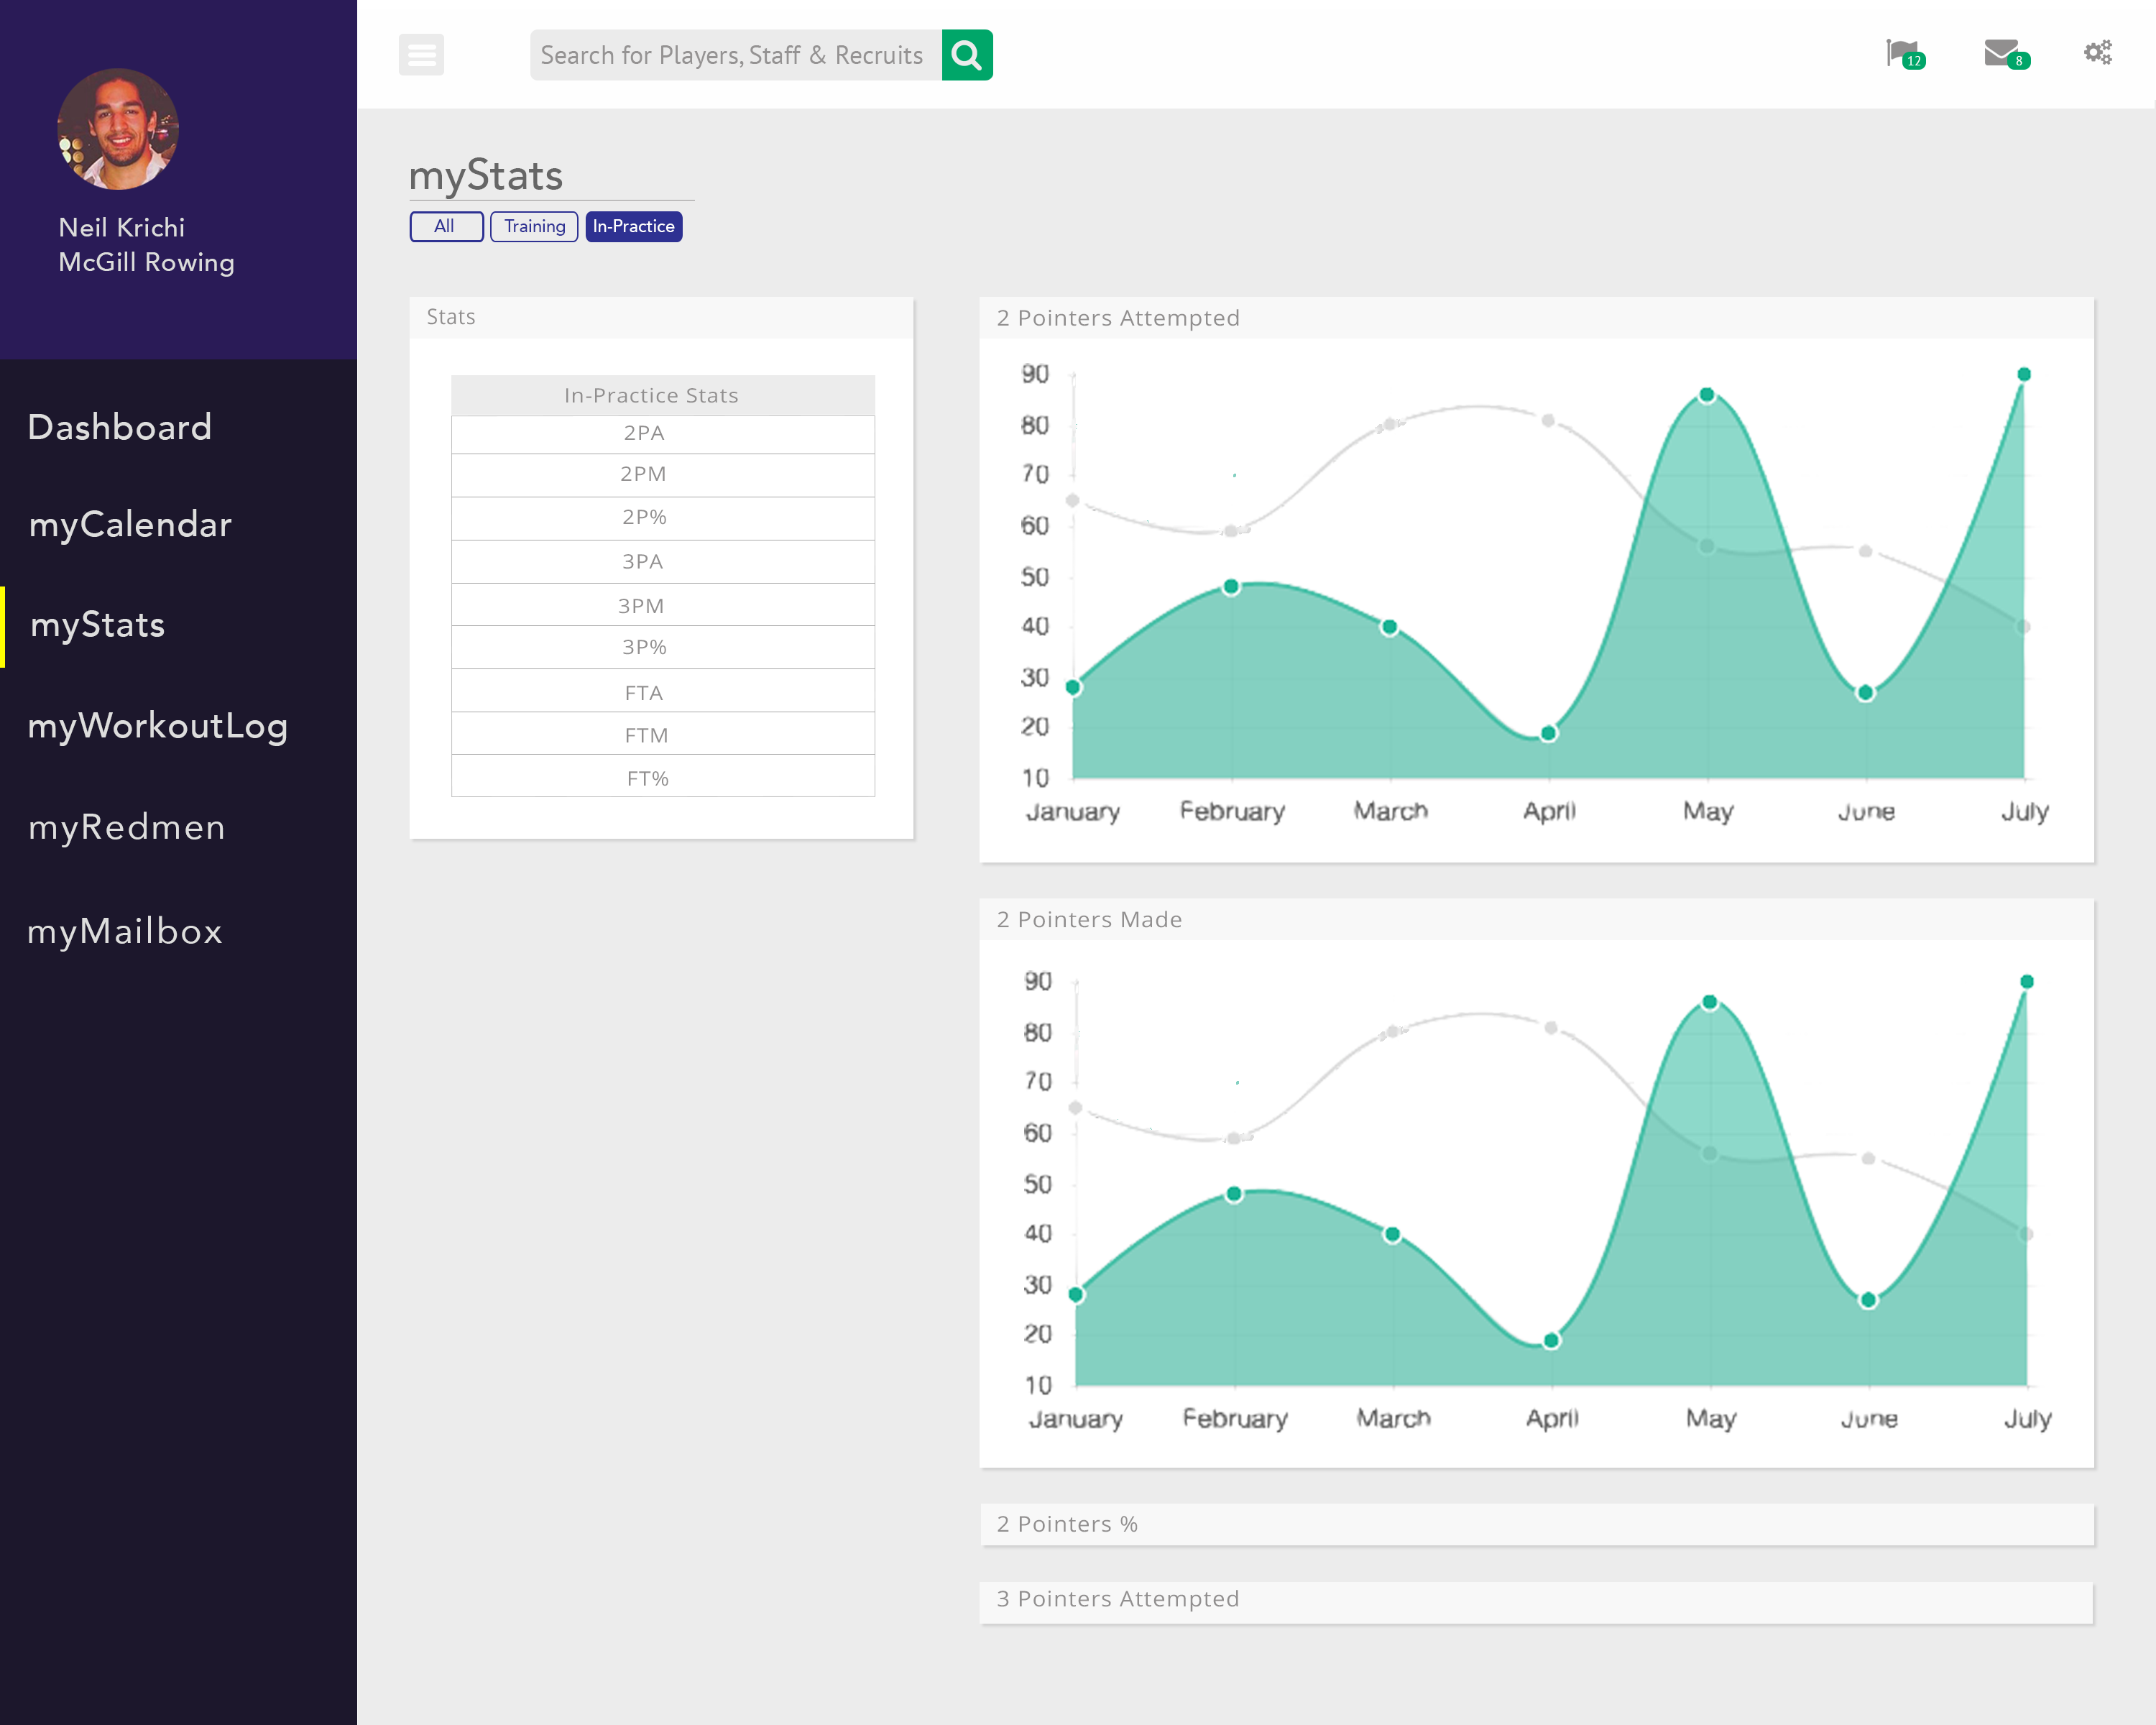 Neil Krichi
McGill Rowing
Dashboard
myCalendar
myStats
myWorkoutLog
myRedmen
myMailbox
Search for Players, Staff & Recruits
12
8
myStats
All
Training
In-Practice
Stats
In-Practice Stats
2PA
2PM
2P%
3PA
3PM
3P%
FTA
FTM
FT%
2 Pointers Attempted
90
80
70
60
50
40
30
20
10
January February March April May June July
2 Pointers Made
90
80
70
60
50
40
30
20
10
January February March April May June July
2 Pointers %
3 Pointers Attempted